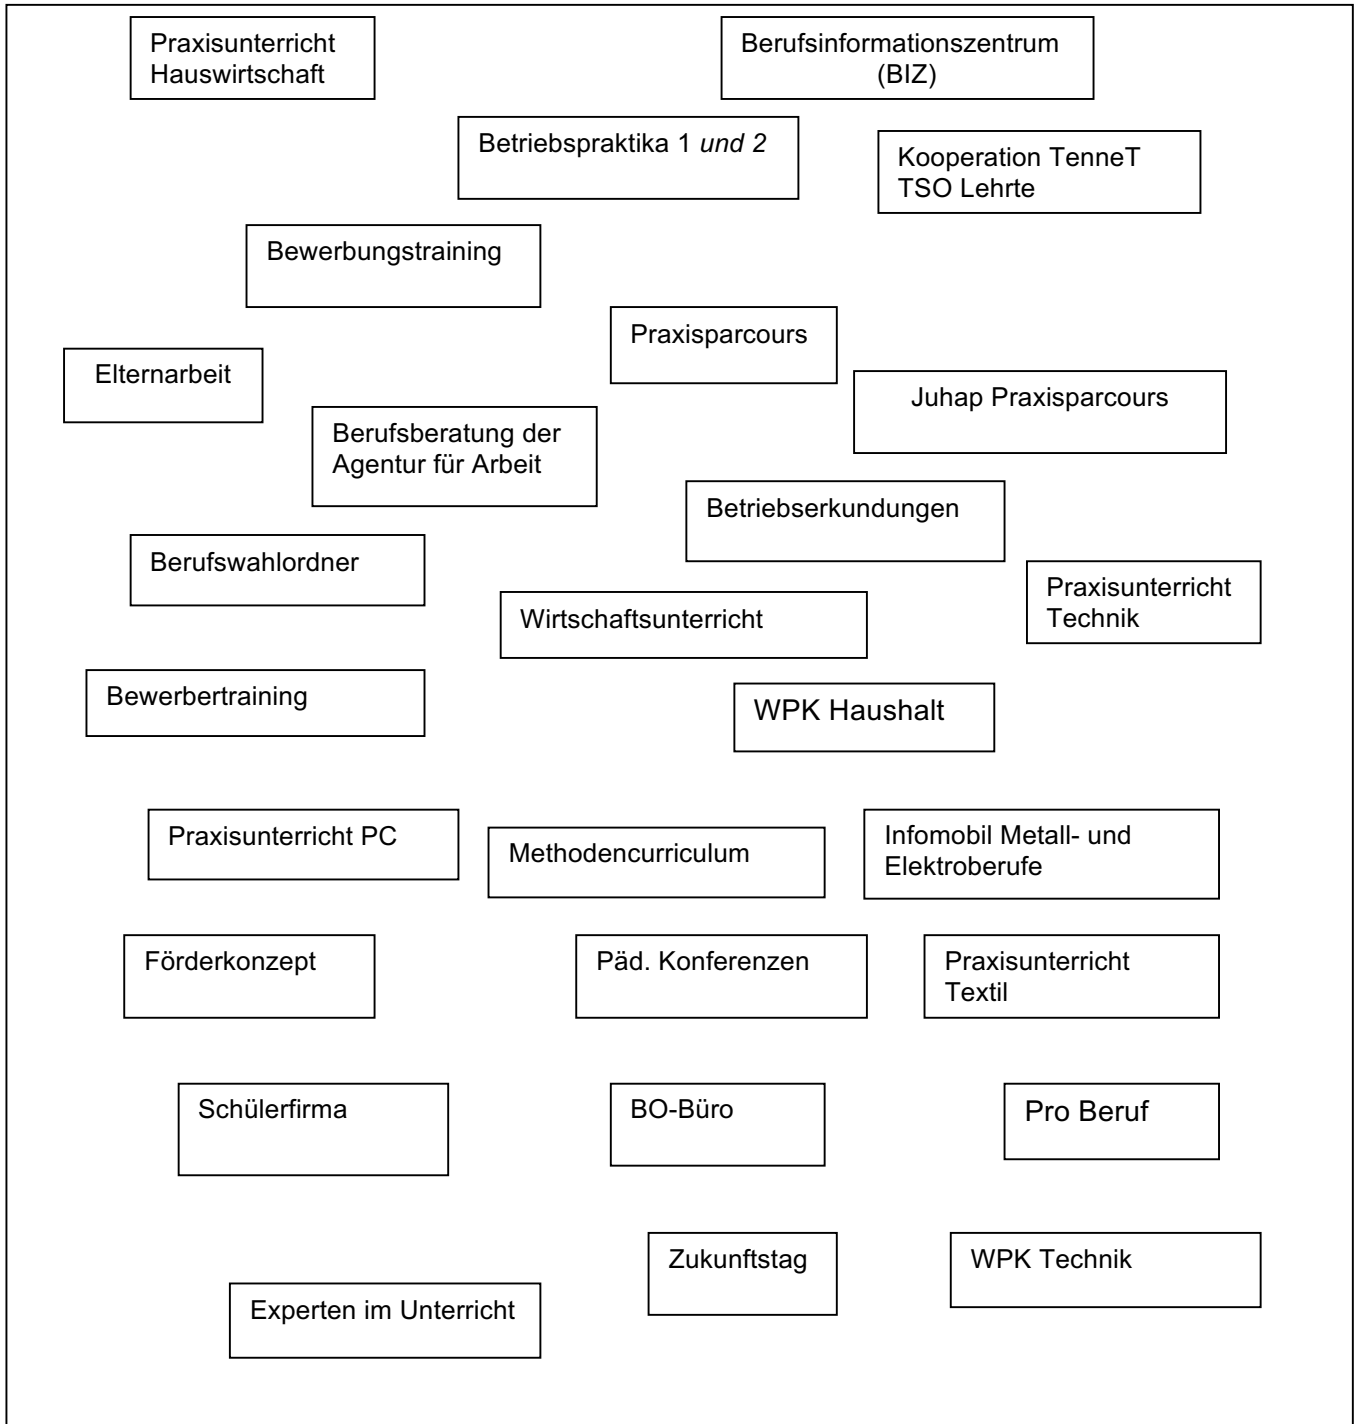 Praxisunterricht
Hauswirtschaft
Berufsinformationszentrum
(BIZ)
Betriebspraktika 1 und 2
Kooperation TenneT
TSO Lehrte
Bewerbungstraining
Praxisparcours
Elternarbeit
Juhap Praxisparcours
Berufsberatung der
Agentur für Arbeit
Betriebserkundungen
Berufswahlordner
Praxisunterricht
Technik
Wirtschaftsunterricht
Bewerbertraining
WPK Haushalt
Praxisunterricht PC
Methodencurriculum
Infomobil Metall- und
Elektroberufe
Förderkonzept
Päd. Konferenzen
Praxisunterricht
Textil
Schülerfirma
BO-Büro
Pro Beruf
Zukunftstag
WPK Technik
Experten im Unterricht